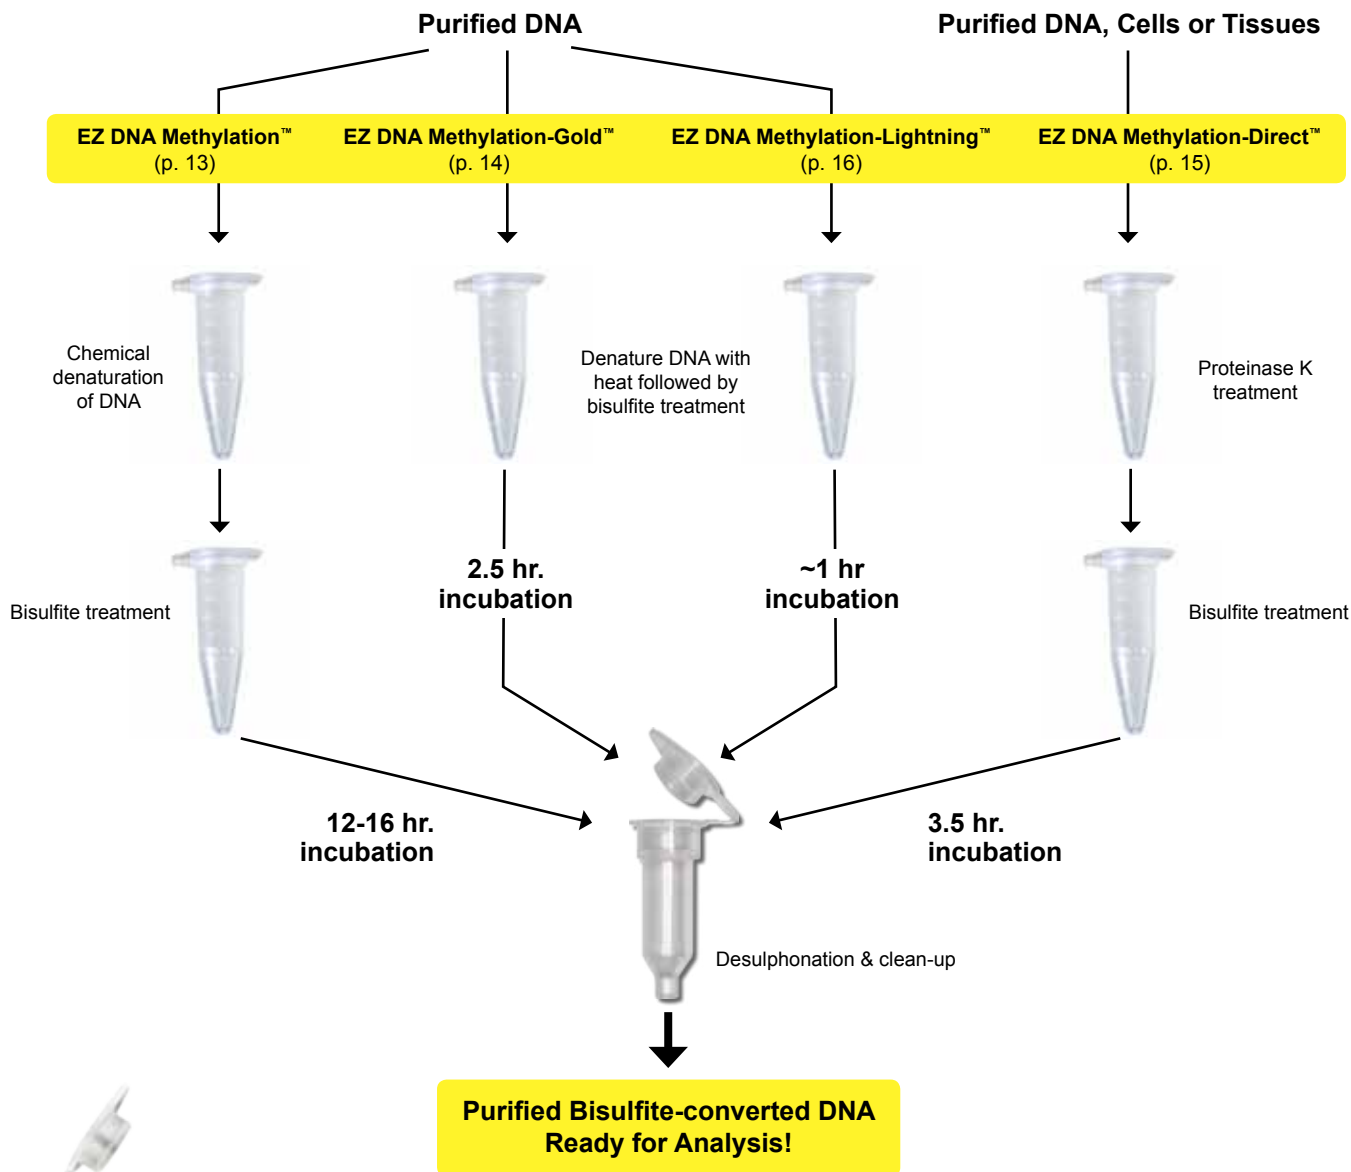 Purified DNA
Purified DNA, Cells or Tissues
EZ DNA Methylation™
(p. 13)
EZ DNA Methylation-Gold™
(p. 14)
EZ DNA Methylation-Lightning™
(p. 16)
EZ DNA Methylation-Direct™
(p. 15)
Chemical
denaturation
of DNA
Denature DNA with
heat followed by
bisulfite treatment
Proteinase K
treatment
Bisulfite treatment
2.5 hr.
incubation
~1 hr
incubation
Bisulfite treatment
12-16 hr.
incubation
3.5 hr.
incubation
Desulphonation & clean-up
Purified Bisulfite-converted DNA
Ready for Analysis!